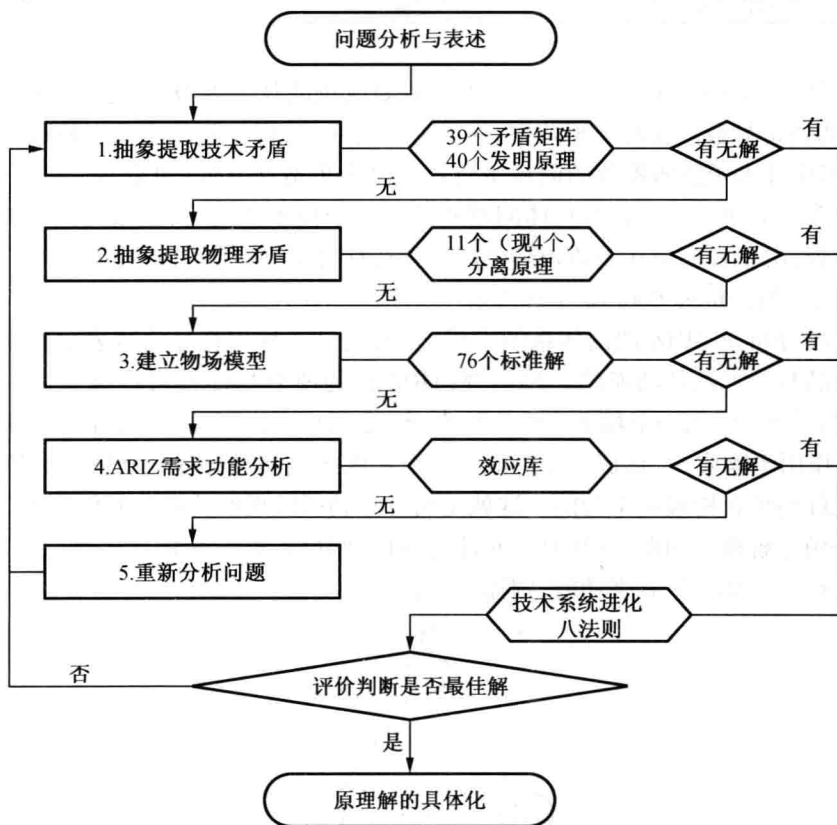 问题分析与表述
1.抽象提取技术矛盾
39个矛盾矩阵
40个发明原理
有无解
有
无
2.抽象提取物理矛盾
11个（现4个）
分离原理
有无解
有
无
3.建立物场模型
76个标准解
有无解
有
无
4.ARIZ需求功能分析
效应库
有无解
有
无
5.重新分析问题
技术系统进化
八法则
否
评价判断是否最佳解
是
原理解的具体化